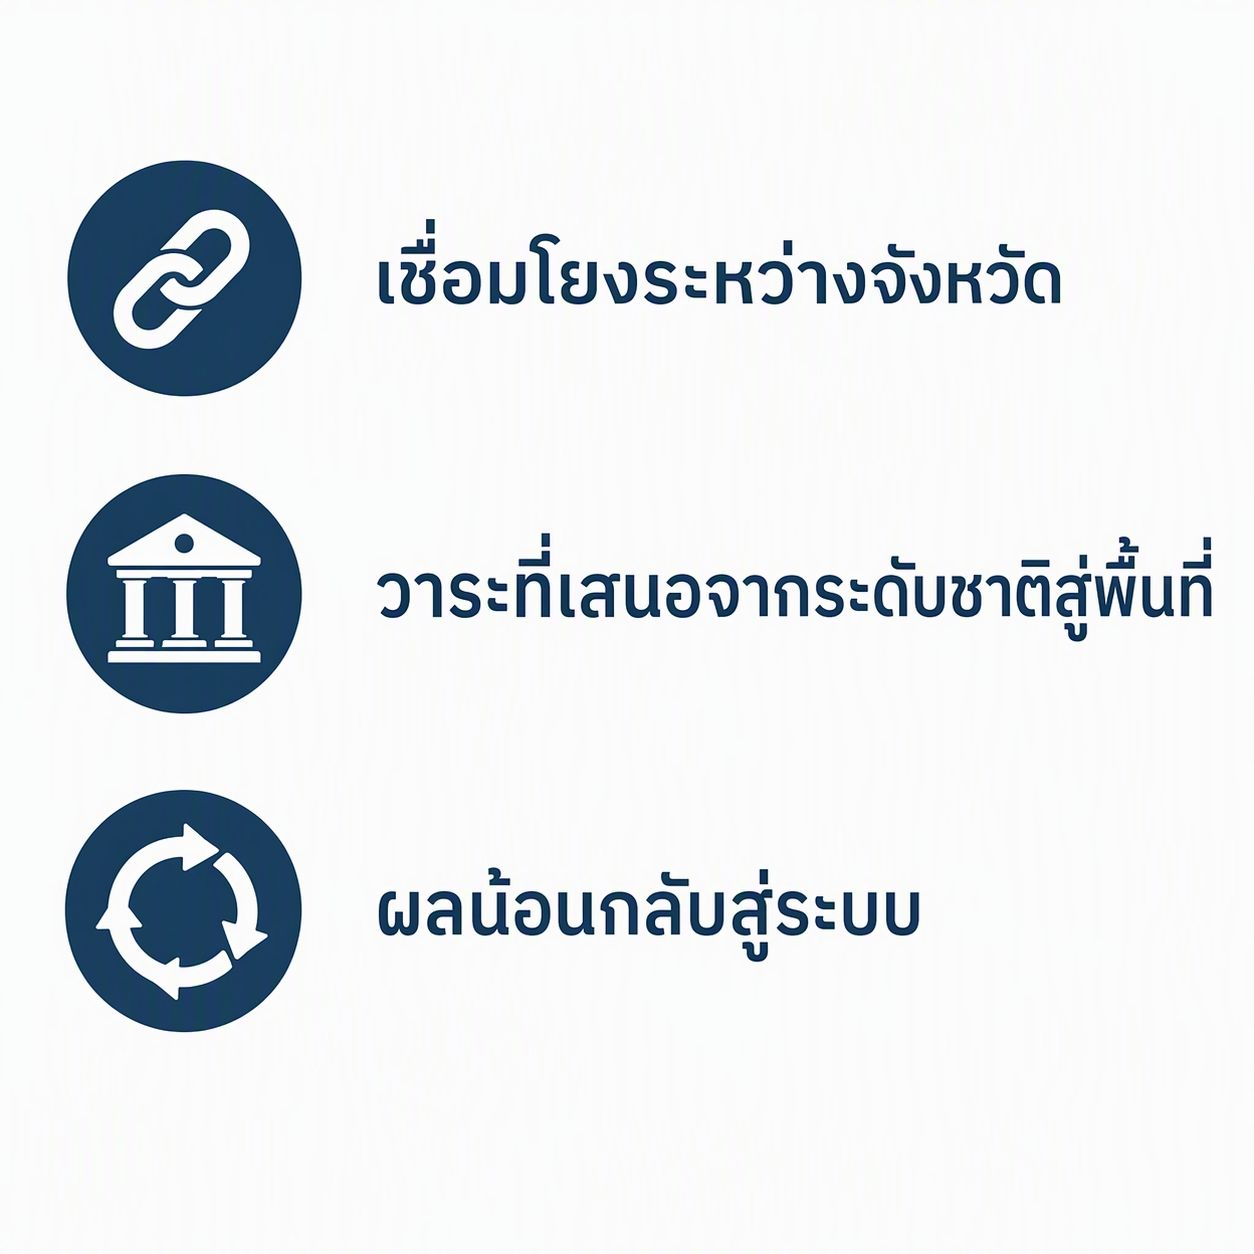 เชื่อมโยงระหว่างจังหวัด
วาระที่เสนอจากระดับชาติสู่พื้นที่
ผลน้อนกลับสู่ระบบ